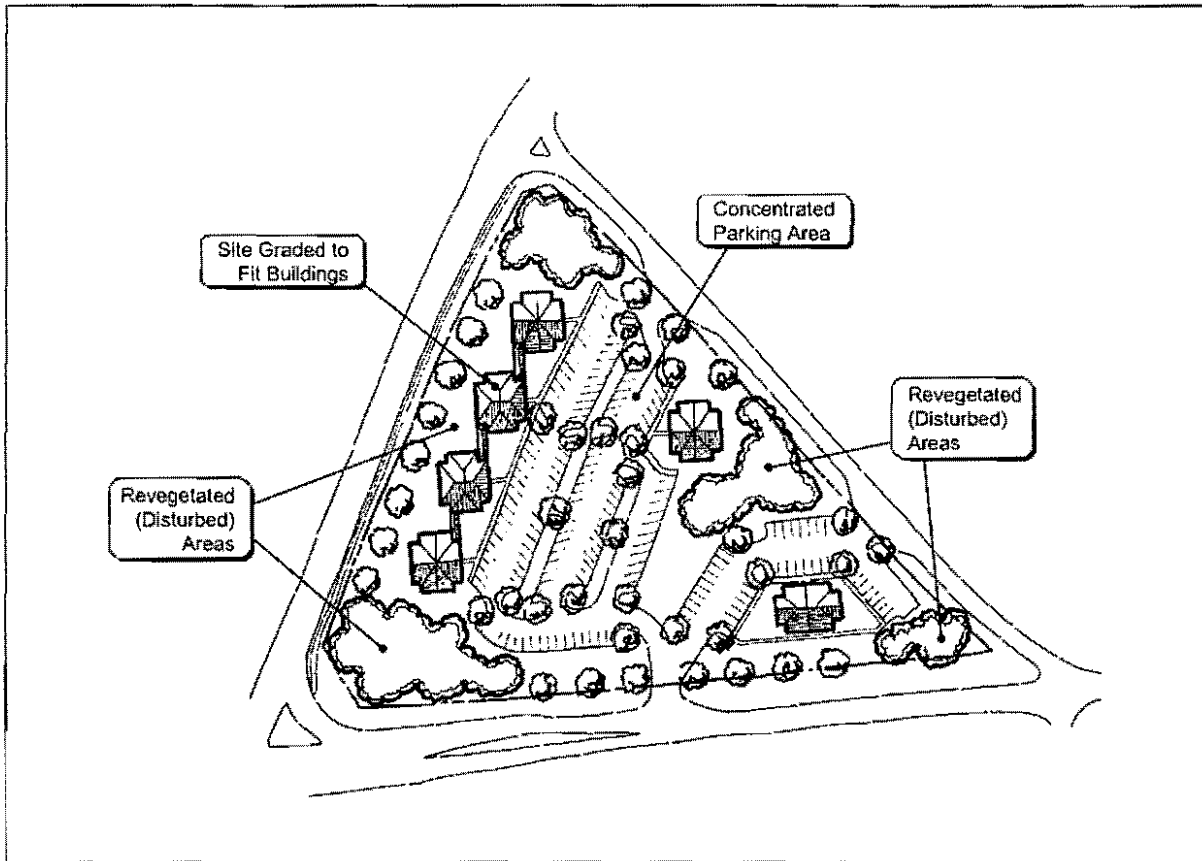 Concentrated
Parking Area
Site Graded to
Fit Buildings
Revegetated
(Disturbed)
Areas
Revegetated
(Disturbed)
Areas